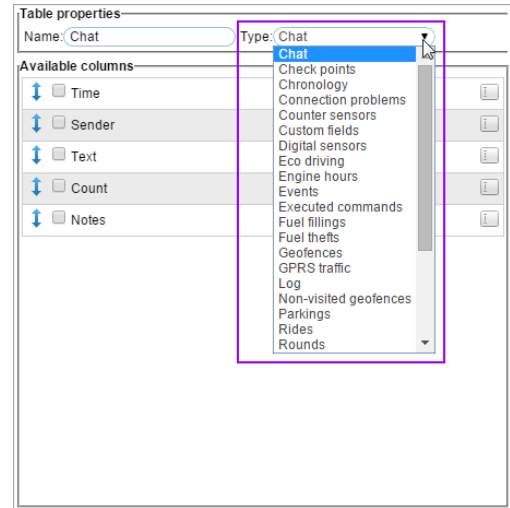 Table properties
Name: Chat Type: Chat
Chat
Check points
Chronology
Connection problems
Counter sensors
Custom fields
Digital sensors
Eco driving
Engine hours
Events
Executed commands
Fuel fillings
Fuel thefts
Geofences
GPRS traffic
Log
Non-visited geofences
Parkings
Rides
Rounds
Available columns
Time
Sender
Text
Count
Notes